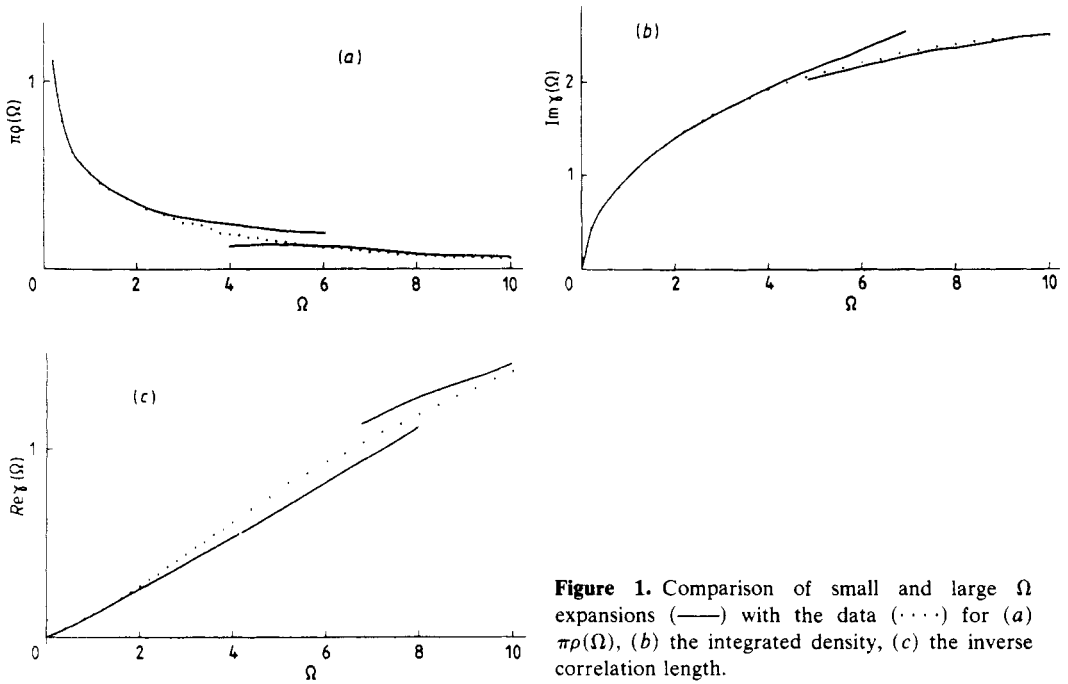 (a)
1
πρ(Ω)
0 2 4 6 8 10
Ω
(b)
2
1
Im γ(Ω)
0 2 4 6 8 10
Ω
(c)
1
Re γ(Ω)
0 2 4 6 8 10
Ω
Figure 1. Comparison of small and large Ω
expansions (——) with the data (· · · ·) for (a)
πρ(Ω), (b) the integrated density, (c) the inverse
correlation length.